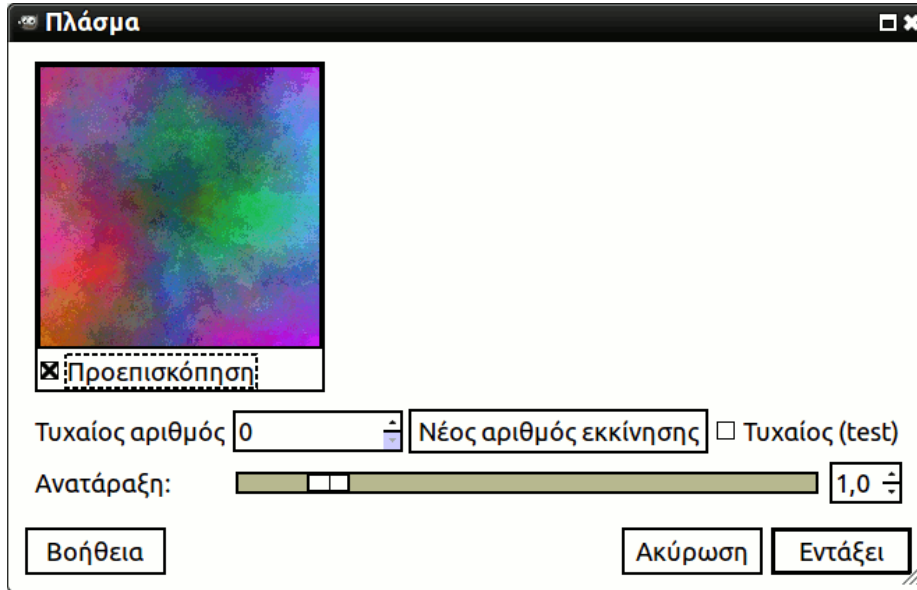 Πλάσμα
Προεπισκόπηση
Τυχαίος αριθμός 0 Νέος αριθμός εκκίνησης Τυχαίος (test)
Ανατάραξη: 1,0
Βοήθεια Ακύρωση Εντάξει